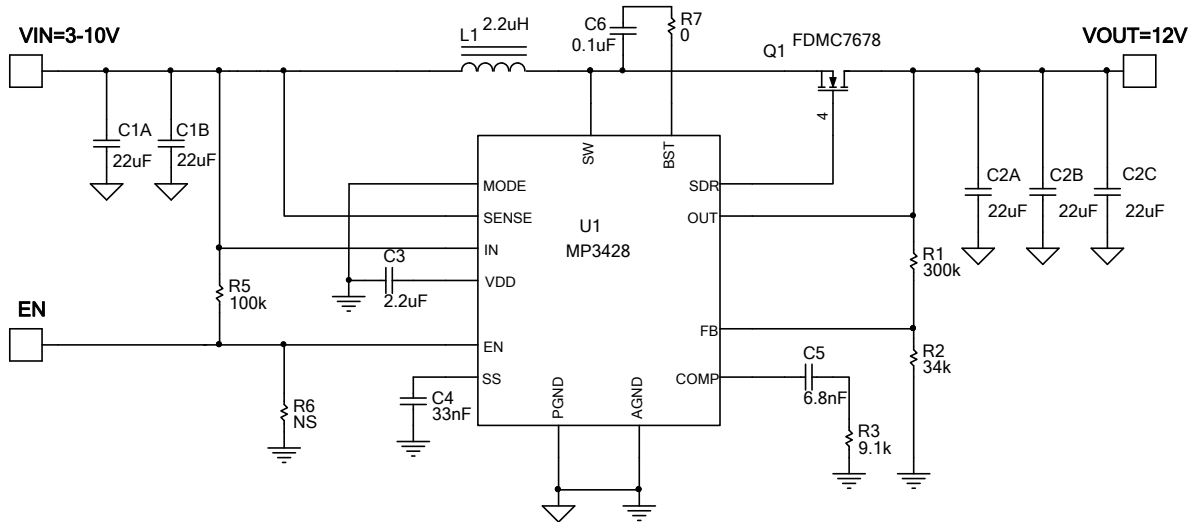 VIN=3-10V
L1
2.2uH
C6
0.1uF
R7
0
Q1
FDMC7678
VOUT=12V
4
C1A
22uF
C1B
22uF
SW
BST
MODE
SENSE
IN
VDD
EN
SS
PGND
AGND
SDR
OUT
FB
COMP
U1
MP3428
C2A
22uF
C2B
22uF
C2C
22uF
C3
2.2uF
R5
100k
R1
300k
EN
R2
34k
C4
33nF
C5
6.8nF
R6
NS
R3
9.1k